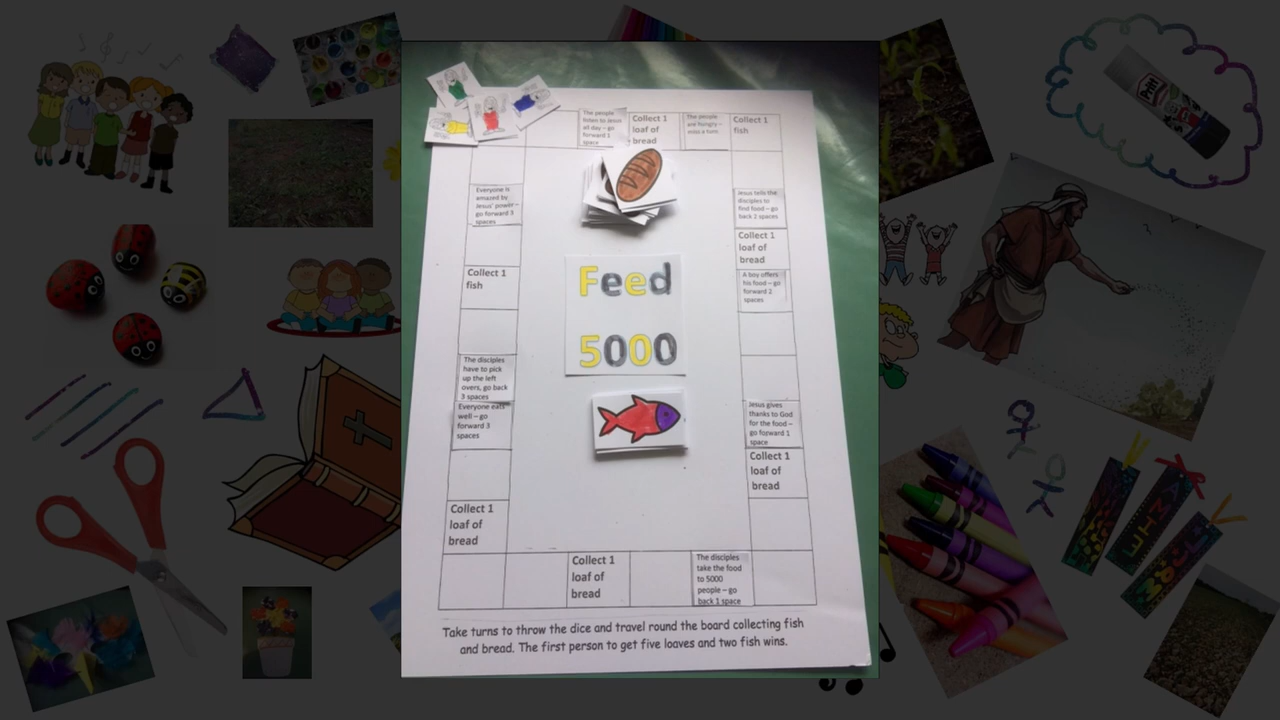 The people
listen to Jesus
all day – go
forward 1
space
Collect 1
loaf of
bread
The people
are hungry –
miss a turn
Collect 1
fish
Everyone is
amazed by
Jesus' power –
go forward 3
spaces
Jesus tells the
disciples to
find food – go
back 2 spaces
Collect 1
loaf of
bread
Collect 1
fish
A boy offers
his food – go
forward 2
spaces
Feed
5000
The disciples
have to pick
up the left
overs, go back
3 spaces
Everyone eats
well – go
forward 3
spaces
Jesus gives
thanks to God
for the food –
go forward 1
space
Collect 1
loaf of
bread
Collect 1
loaf of
bread
Collect 1
loaf of
bread
The disciples
take the food
to 5000
people – go
back 1 space
Take turns to throw the dice and travel round the board collecting fish
and bread. The first person to get five loaves and two fish wins.
Pritt